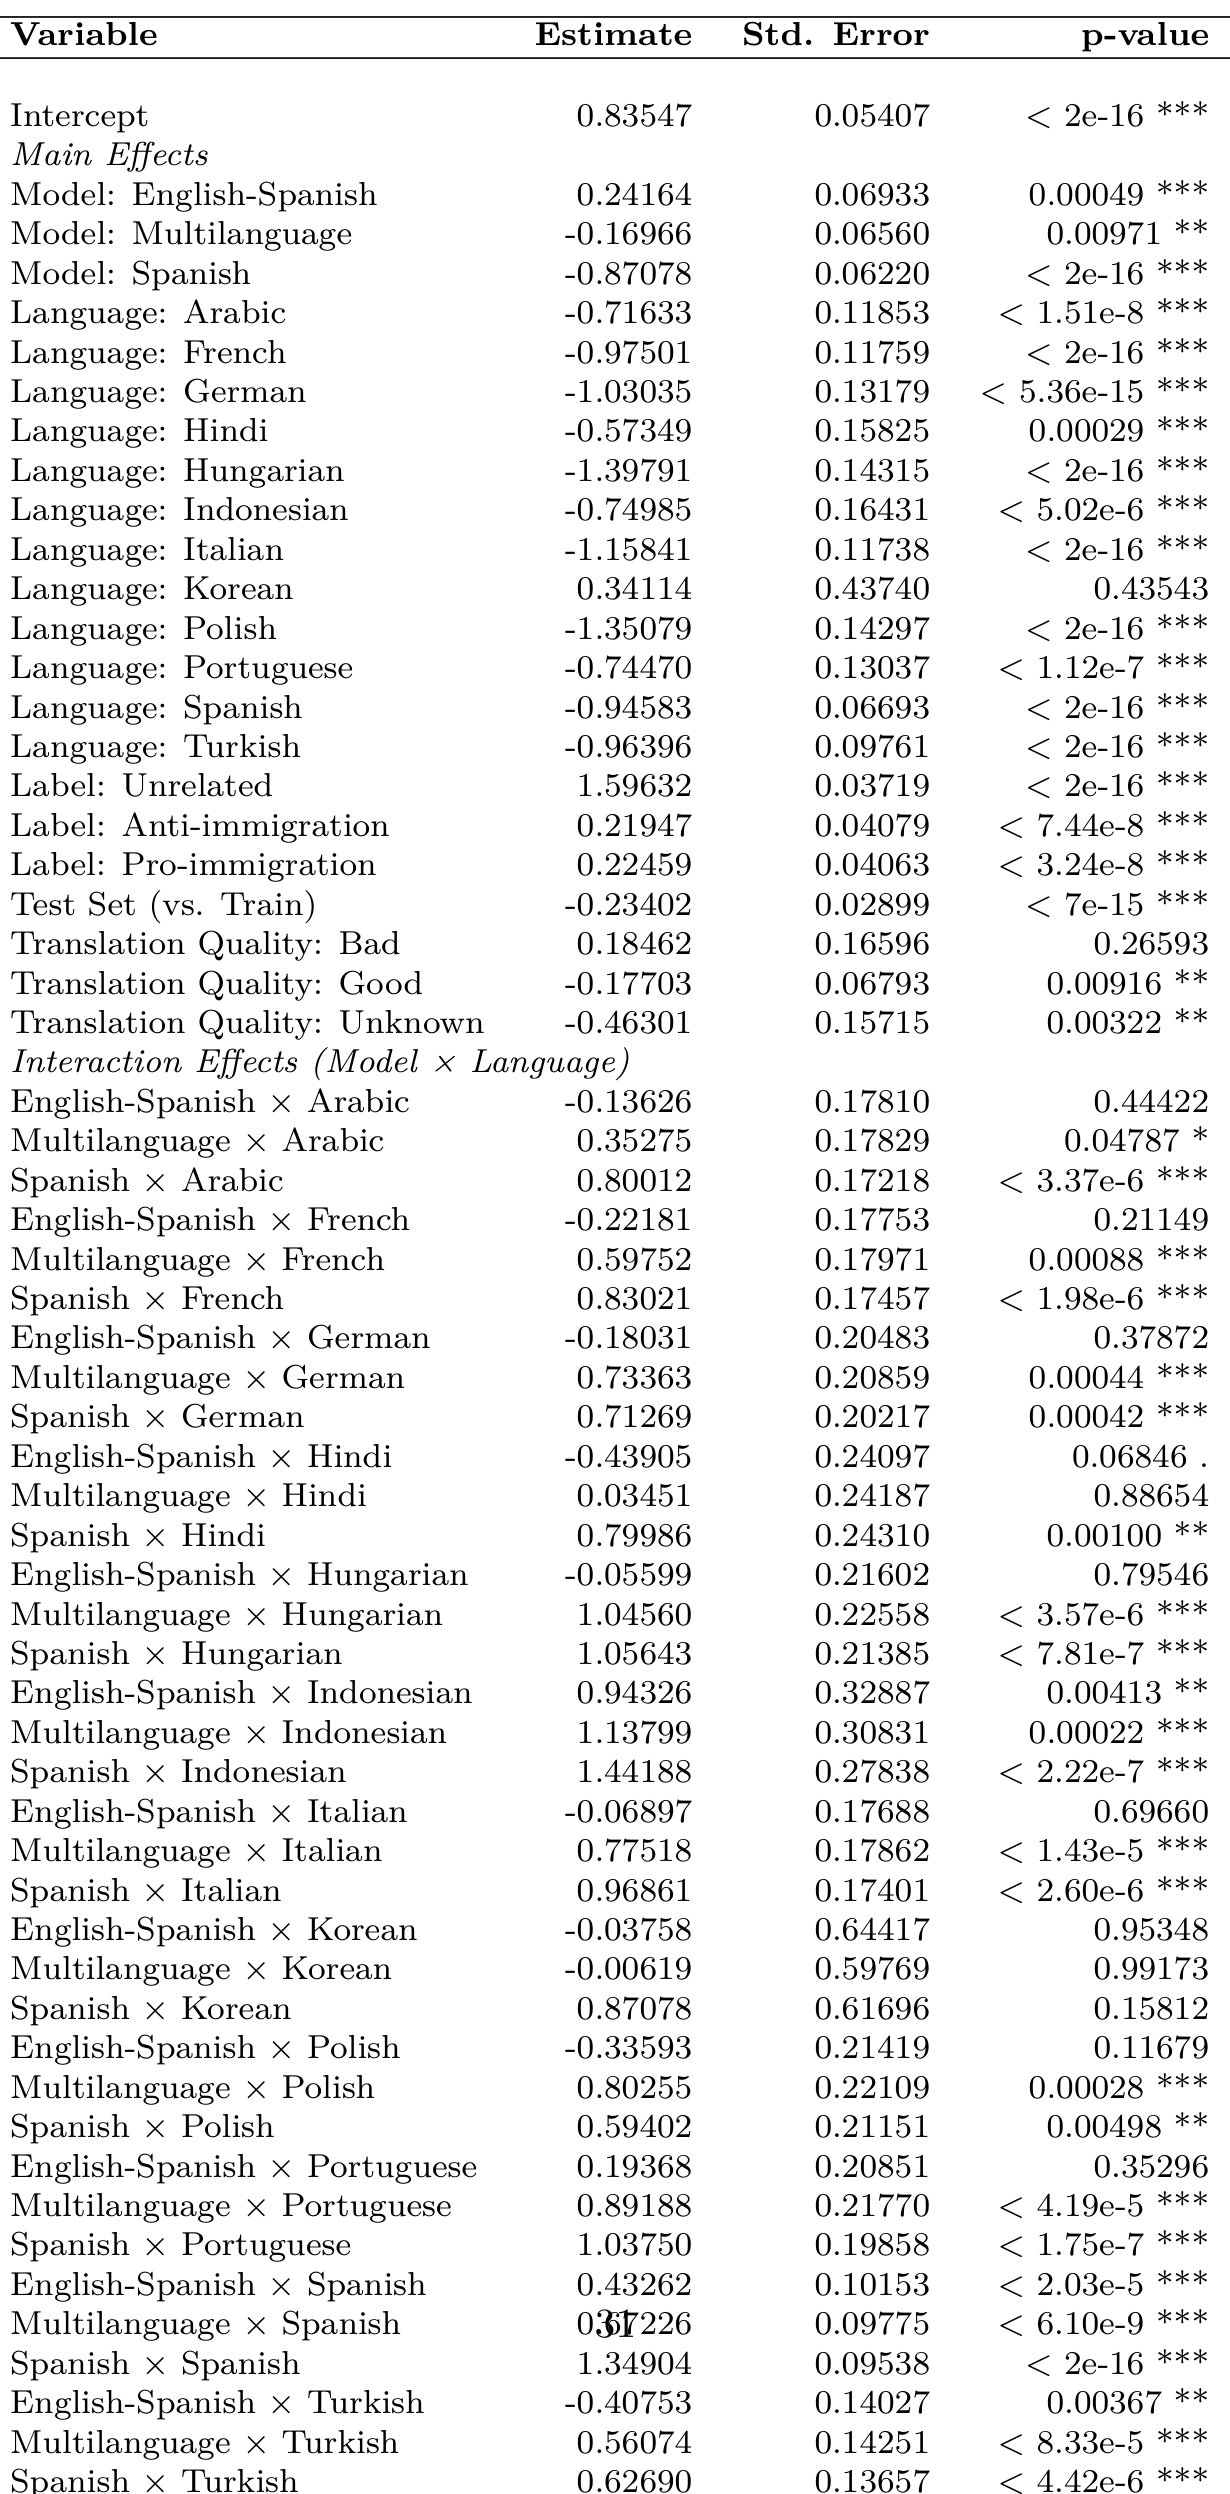 Variable Estimate Std. Error p-value
Intercept 0.83547 0.05407 < 2e-16 ***
Main Effects
Model: English-Spanish 0.24164 0.06933 0.00049 ***
Model: Multilanguage -0.16966 0.06560 0.00971 **
Model: Spanish -0.87078 0.06220 < 2e-16 ***
Language: Arabic -0.71633 0.11853 < 1.51e-8 ***
Language: French -0.97501 0.11759 < 2e-16 ***
Language: German -1.03035 0.13179 < 5.36e-15 ***
Language: Hindi -0.57349 0.15825 0.00029 ***
Language: Hungarian -1.39791 0.14315 < 2e-16 ***
Language: Indonesian -0.74985 0.16431 < 5.02e-6 ***
Language: Italian -1.15841 0.11738 < 2e-16 ***
Language: Korean 0.34114 0.43740 0.43543
Language: Polish -1.35079 0.14297 < 2e-16 ***
Language: Portuguese -0.74470 0.13037 < 1.12e-7 ***
Language: Spanish -0.94583 0.06693 < 2e-16 ***
Language: Turkish -0.96396 0.09761 < 2e-16 ***
Label: Unrelated 1.59632 0.03719 < 2e-16 ***
Label: Anti-immigration 0.21947 0.04079 < 7.44e-8 ***
Label: Pro-immigration 0.22459 0.04063 < 3.24e-8 ***
Test Set (vs. Train) -0.23402 0.02899 < 7e-15 ***
Translation Quality: Bad 0.18462 0.16596 0.26593
Translation Quality: Good -0.17703 0.06793 0.00916 **
Translation Quality: Unknown -0.46301 0.15715 0.00322 **
Interaction Effects (Model × Language)
English-Spanish × Arabic -0.13626 0.17810 0.44422
Multilanguage × Arabic 0.35275 0.17829 0.04787 *
Spanish × Arabic 0.80012 0.17218 < 3.37e-6 ***
English-Spanish × French -0.22181 0.17753 0.21149
Multilanguage × French 0.59752 0.17971 0.00088 ***
Spanish × French 0.83021 0.17457 < 1.98e-6 ***
English-Spanish × German -0.18031 0.20483 0.37872
Multilanguage × German 0.73363 0.20859 0.00044 ***
Spanish × German 0.71269 0.20217 0.00042 ***
English-Spanish × Hindi -0.43905 0.24097 0.06846 .
Multilanguage × Hindi 0.03451 0.24187 0.88654
Spanish × Hindi 0.79986 0.24310 0.00100 **
English-Spanish × Hungarian -0.05599 0.21602 0.79546
Multilanguage × Hungarian 1.04560 0.22558 < 3.57e-6 ***
Spanish × Hungarian 1.05643 0.21385 < 7.81e-7 ***
English-Spanish × Indonesian 0.94326 0.32887 0.00413 **
Multilanguage × Indonesian 1.13799 0.30831 0.00022 ***
Spanish × Indonesian 1.44188 0.27838 < 2.22e-7 ***
English-Spanish × Italian -0.06897 0.17688 0.69660
Multilanguage × Italian 0.77518 0.17862 < 1.43e-5 ***
Spanish × Italian 0.96861 0.17401 < 2.60e-6 ***
English-Spanish × Korean -0.03758 0.64417 0.95348
Multilanguage × Korean -0.00619 0.59769 0.99173
Spanish × Korean 0.87078 0.61696 0.15812
English-Spanish × Polish -0.33593 0.21419 0.11679
Multilanguage × Polish 0.80255 0.22109 0.00028 ***
Spanish × Polish 0.59402 0.21151 0.00498 **
English-Spanish × Portuguese 0.19368 0.20851 0.35296
Multilanguage × Portuguese 0.89188 0.21770 < 4.19e-5 ***
Spanish × Portuguese 1.03750 0.19858 < 1.75e-7 ***
English-Spanish × Spanish 0.43262 0.10153 < 2.03e-5 ***
Multilanguage × Spanish 0.67226 0.09775 < 6.10e-9 ***
31
Spanish × Spanish 1.34904 0.09538 < 2e-16 ***
English-Spanish × Turkish -0.40753 0.14027 0.00367 **
Multilanguage × Turkish 0.56074 0.14251 < 8.33e-5 ***
Spanish × Turkish 0.62690 0.13657 < 4.42e-6 ***